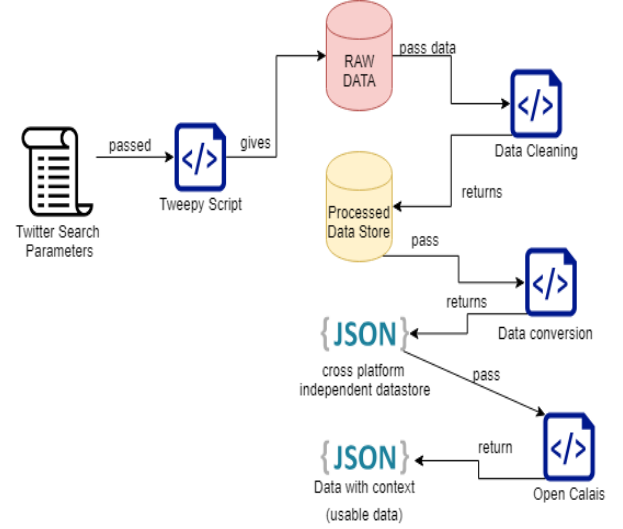 RAW
DATA
pass data
</>
Data Cleaning
passed
</>
gives
Tweepy Script
Twitter Search
Parameters
returns
Processed
Data Store
pass
</>
Data conversion
returns
{JSON}
cross platform
independent datastore
pass
</>
Open Calais
return
{JSON}
Data with context
(usable data)